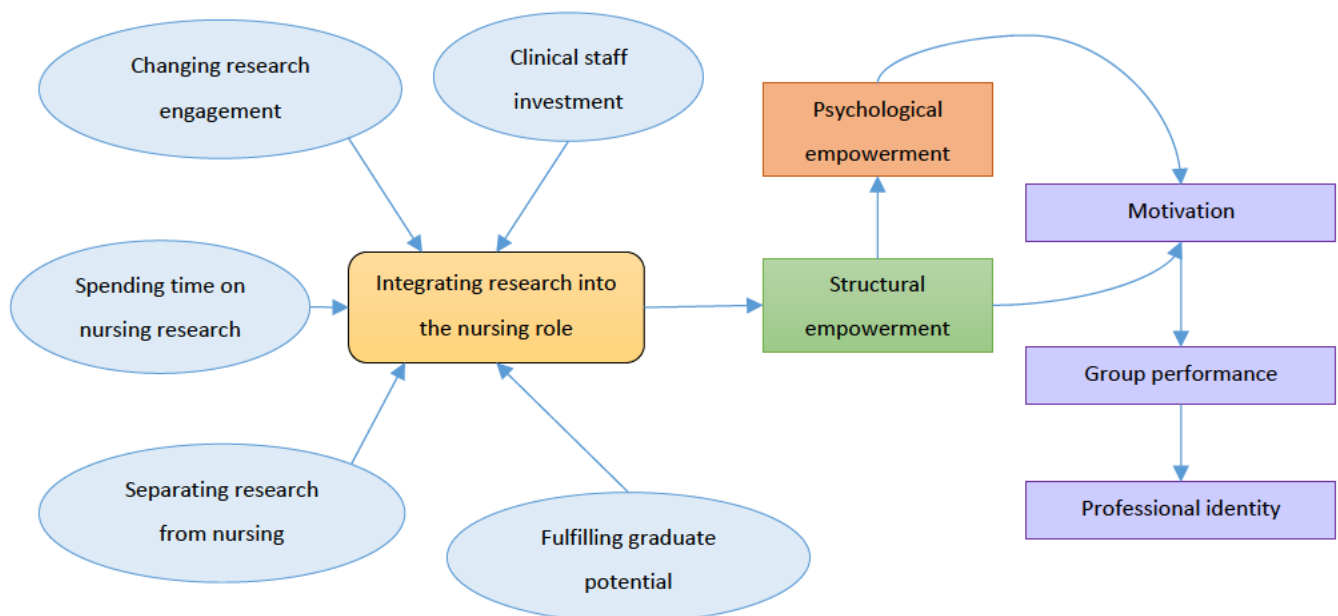 Changing research
engagement
Clinical staff
investment
Psychological
empowerment
Motivation
Spending time on
nursing research
Integrating research into
the nursing role
Structural
empowerment
Group performance
Separating research
from nursing
Fulfilling graduate
potential
Professional identity